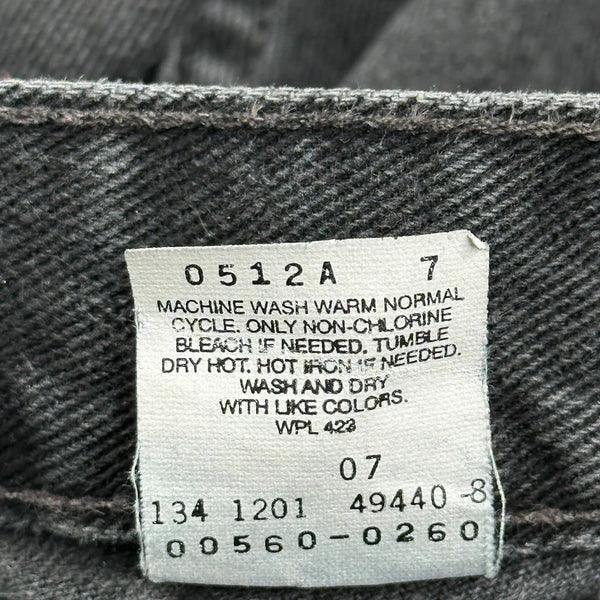 0512A 7
MACHINE WASH WARM NORMAL
CYCLE. ONLY NON-CHLORINE
BLEACH IF NEEDED. TUMBLE
DRY HOT. HOT IRON IF NEEDED.
WASH AND DRY
WITH LIKE COLORS.
WPL 423
07
134 1201 49440-8
00560-0260